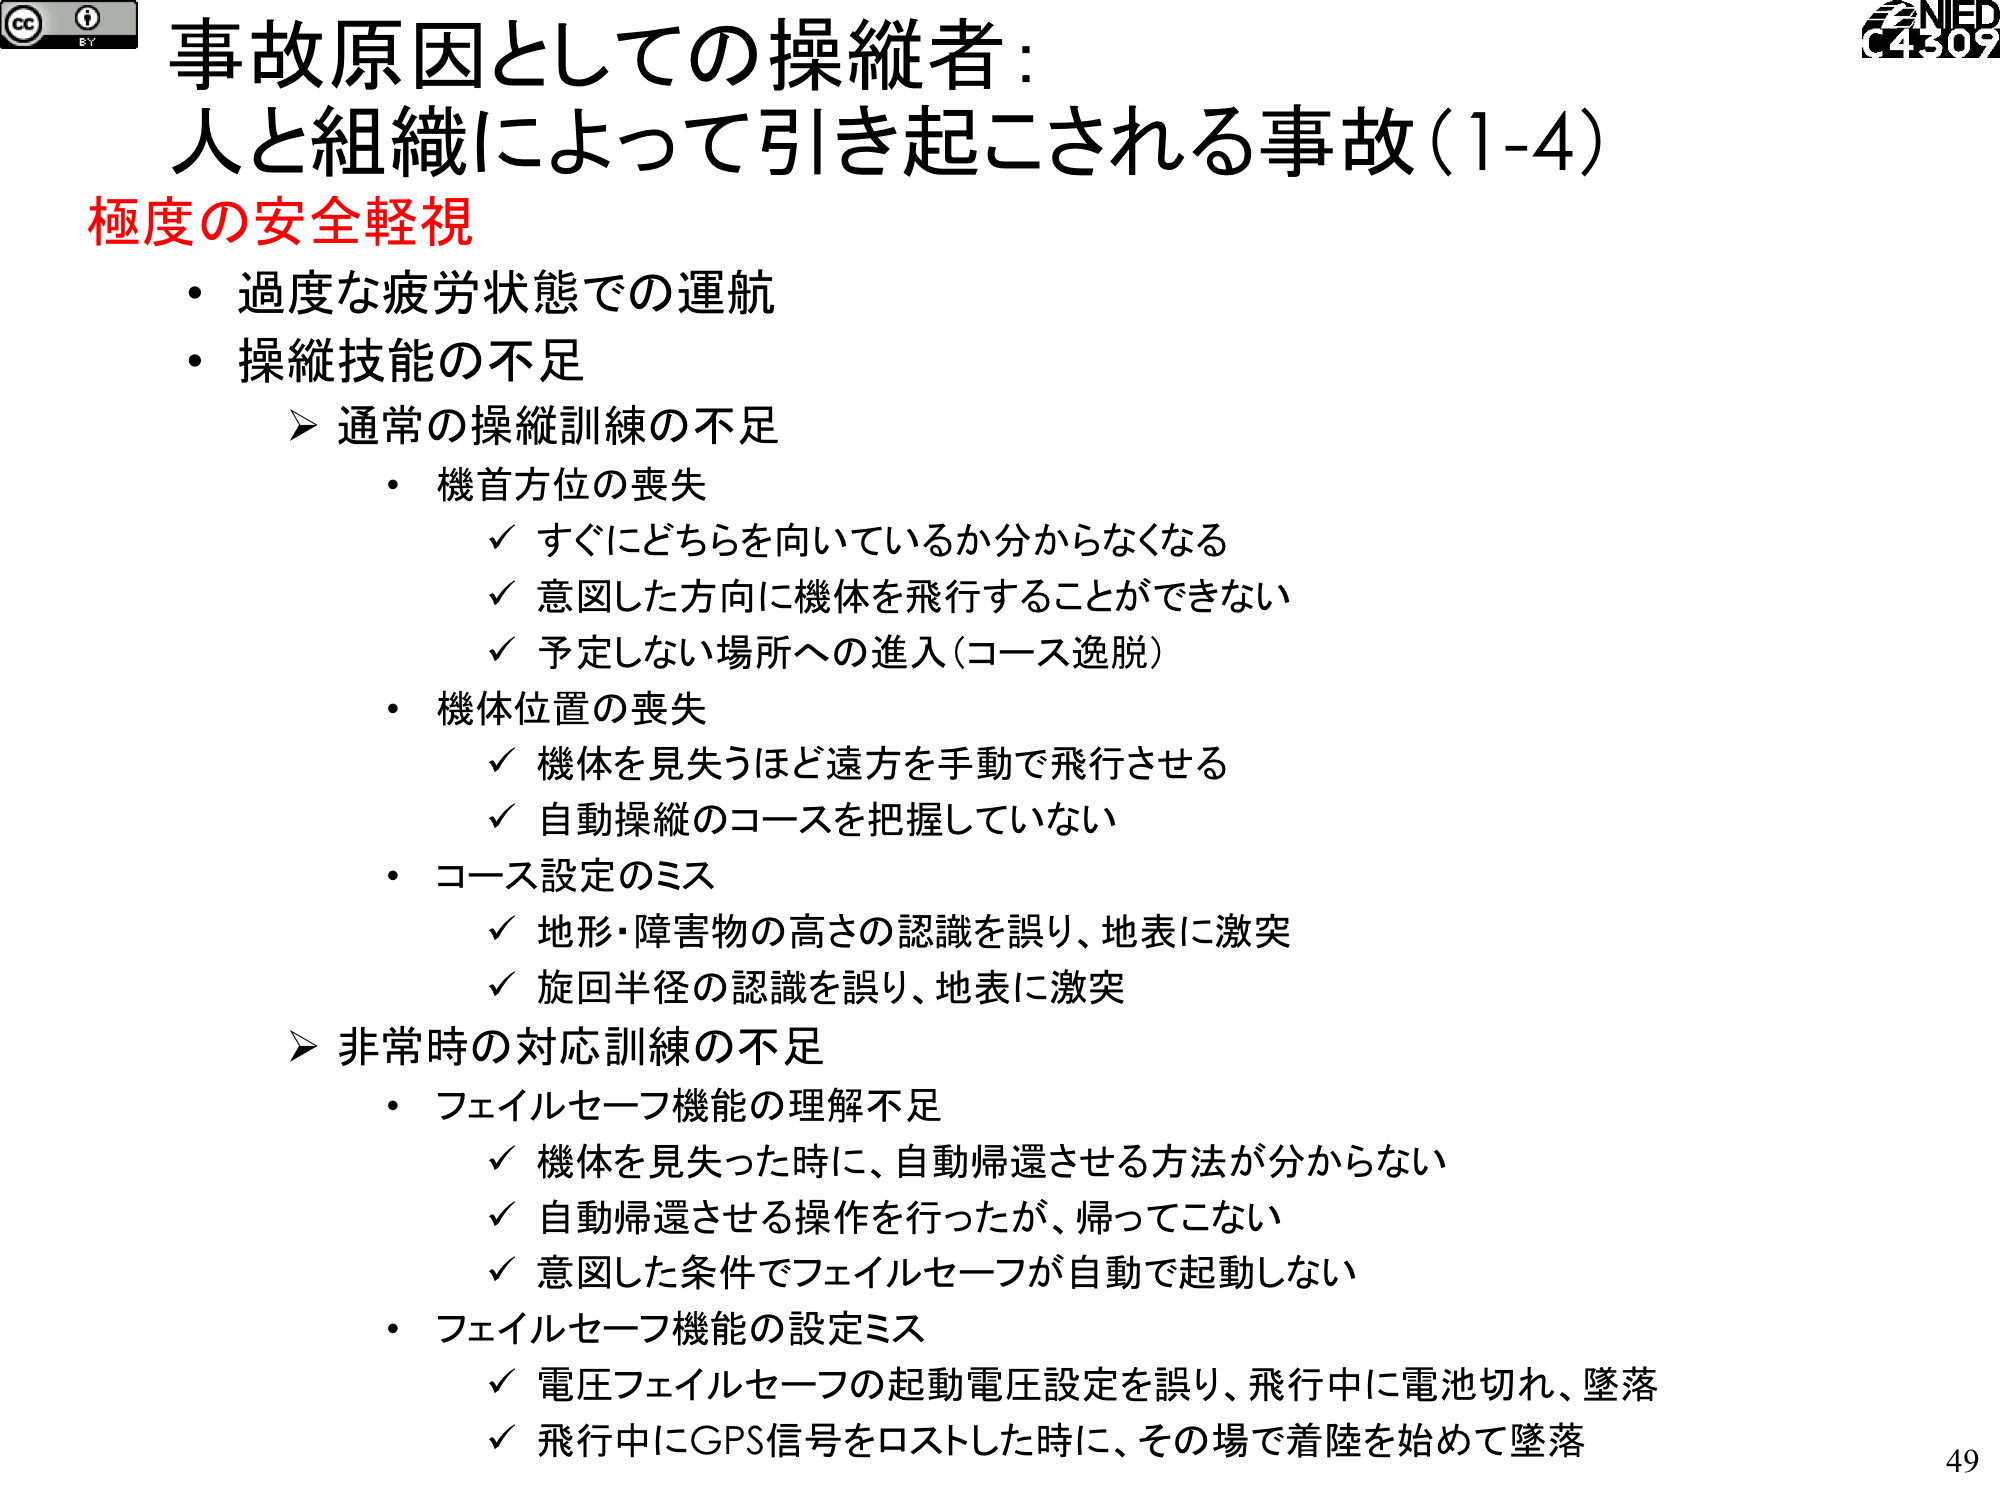 cc BY
NIED
C4309
事故原因としての操縦者:
人と組織によって引き起こされる事故(1-4)
極度の安全軽視
• 過度な疲労状態での運航
• 操縦技能の不足
➢ 通常の操縦訓練の不足
• 機首方位の喪失
✓ すぐにどちらを向いているか分からなくなる
✓ 意図した方向に機体を飛行することができない
✓ 予定しない場所への進入(コース逸脱)
• 機体位置の喪失
✓ 機体を見失うほど遠方を手動で飛行させる
✓ 自動操縦のコースを把握していない
• コース設定のミス
✓ 地形・障害物の高さの認識を誤り、地表に激突
✓ 旋回半径の認識を誤り、地表に激突
➢ 非常時の対応訓練の不足
• フェイルセーフ機能の理解不足
✓ 機体を見失った時に、自動帰還させる方法が分からない
✓ 自動帰還させる操作を行ったが、帰ってこない
✓ 意図した条件でフェイルセーフが自動で起動しない
• フェイルセーフ機能の設定ミス
✓ 電圧フェイルセーフの起動電圧設定を誤り、飛行中に電池切れ、墜落
✓ 飛行中にGPS信号をロストした時に、その場で着陸を始めて墜落
49